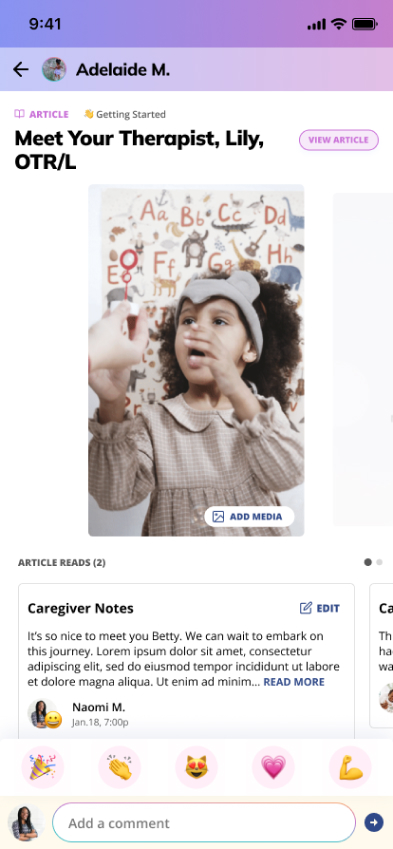 9:41
Adelaide M.
ARTICLE
👋 Getting Started
Meet Your Therapist, Lily,
OTR/L
VIEW ARTICLE
Aa Bb Cc Dd
E Ff Gg Hh
ADD MEDIA
ARTICLE READS (2)
Caregiver Notes
EDIT
It's so nice to meet you Betty. We can wait to embark on
this journey. Lorem ipsum dolor sit amet, consectetur
adipiscing elit, sed do eiusmod tempor incididunt ut labore
et dolore magna aliqua. Ut enim ad minim... READ MORE
Naomi M.
Jan.18, 7:00p
Ca
Th
ha
wa
Add a comment